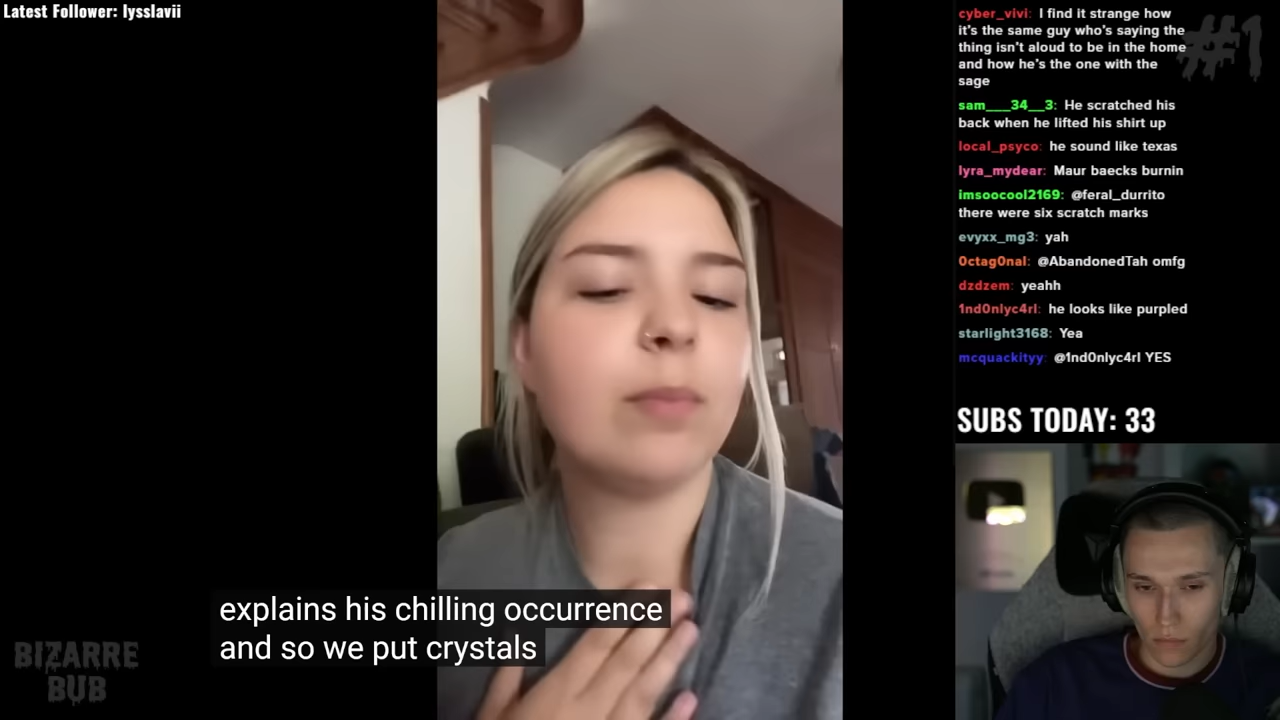 Latest Follower: lysslavii
cyber_vivi: I find it strange how
it's the same guy who's saying the
thing isn't aloud to be in the home
and how he's the one with the
sage
#1
sam___34__3: He scratched his
back when he lifted his shirt up
local_psyco: he sound like texas
lyra_mydear: Maur baecks burnin
imsoocool2169: @feral_durrito
there were six scratch marks
evyxx_mg3: yah
0ctag0nal: @AbandonedTah omfg
dzdzem: yeahh
1nd0nlyc4rl: he looks like purpled
starlight3168: Yea
mcquackityy: @1nd0nlyc4rl YES
SUBS TODAY: 33
explains his chilling occurrence
and so we put crystals
BIZARRE
BUB